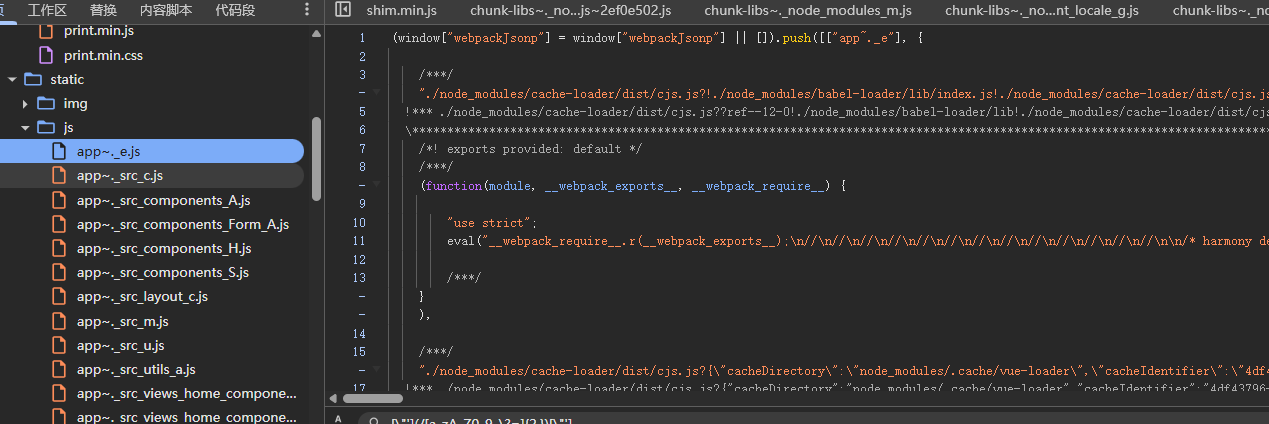 工作区 替换 内容脚本 代码段
shim.min.js chunk-libs~._no...js~2ef0e502.js chunk-libs~._node_modules_m.js chunk-libs~._no...nt_locale_g.js chunk-libs~._no
print.min.js
print.min.css
static
img
js
app~._e.js
app~._src_c.js
app~._src_components_A.js
app~._src_components_Form_A.js
app~._src_components_H.js
app~._src_components_S.js
app~._src_layout_c.js
app~._src_m.js
app~._src_u.js
app~._src_utils_a.js
app~._src_views_home_compone...
app~._src_views_home_compone...
1 (window["webpackJsonp"] = window["webpackJsonp"] || []).push([["app~._e"], {
2
3 /***/
- "./node_modules/cache-loader/dist/cjs.js?!./node_modules/babel-loader/lib/index.js!./node_modules/cache-loader/dist/cjs.js
5 !*** ./node_modules/cache-loader/dist/cjs.js??ref--12-0!./node_modules/babel-loader/lib!./node_modules/cache-loader/dist/cjs
6
7 /*! exports provided: default */
8 /***/
- (function(module, __webpack_exports__, __webpack_require__) {
9
10 "use strict";
11 eval("__webpack_require__.r(__webpack_exports__);\n//\n//\n//\n//\n//\n//\n//\n//\n//\n//\n//\n//\n//\n\n/* harmony de
12
13 /***/
- }
- ),
14
15 /***/
- "./node_modules/cache-loader/dist/cjs.js?{\"cacheDirectory\":\"node_modules/.cache/vue-loader\",\"cacheIdentifier\":\"4df4
17 !*** ./node_modules/cache-loader/dist/cjs.js?{"cacheDirectory":"node_modules/.cache/vue-loader","cacheIdentifier":"4df43796-